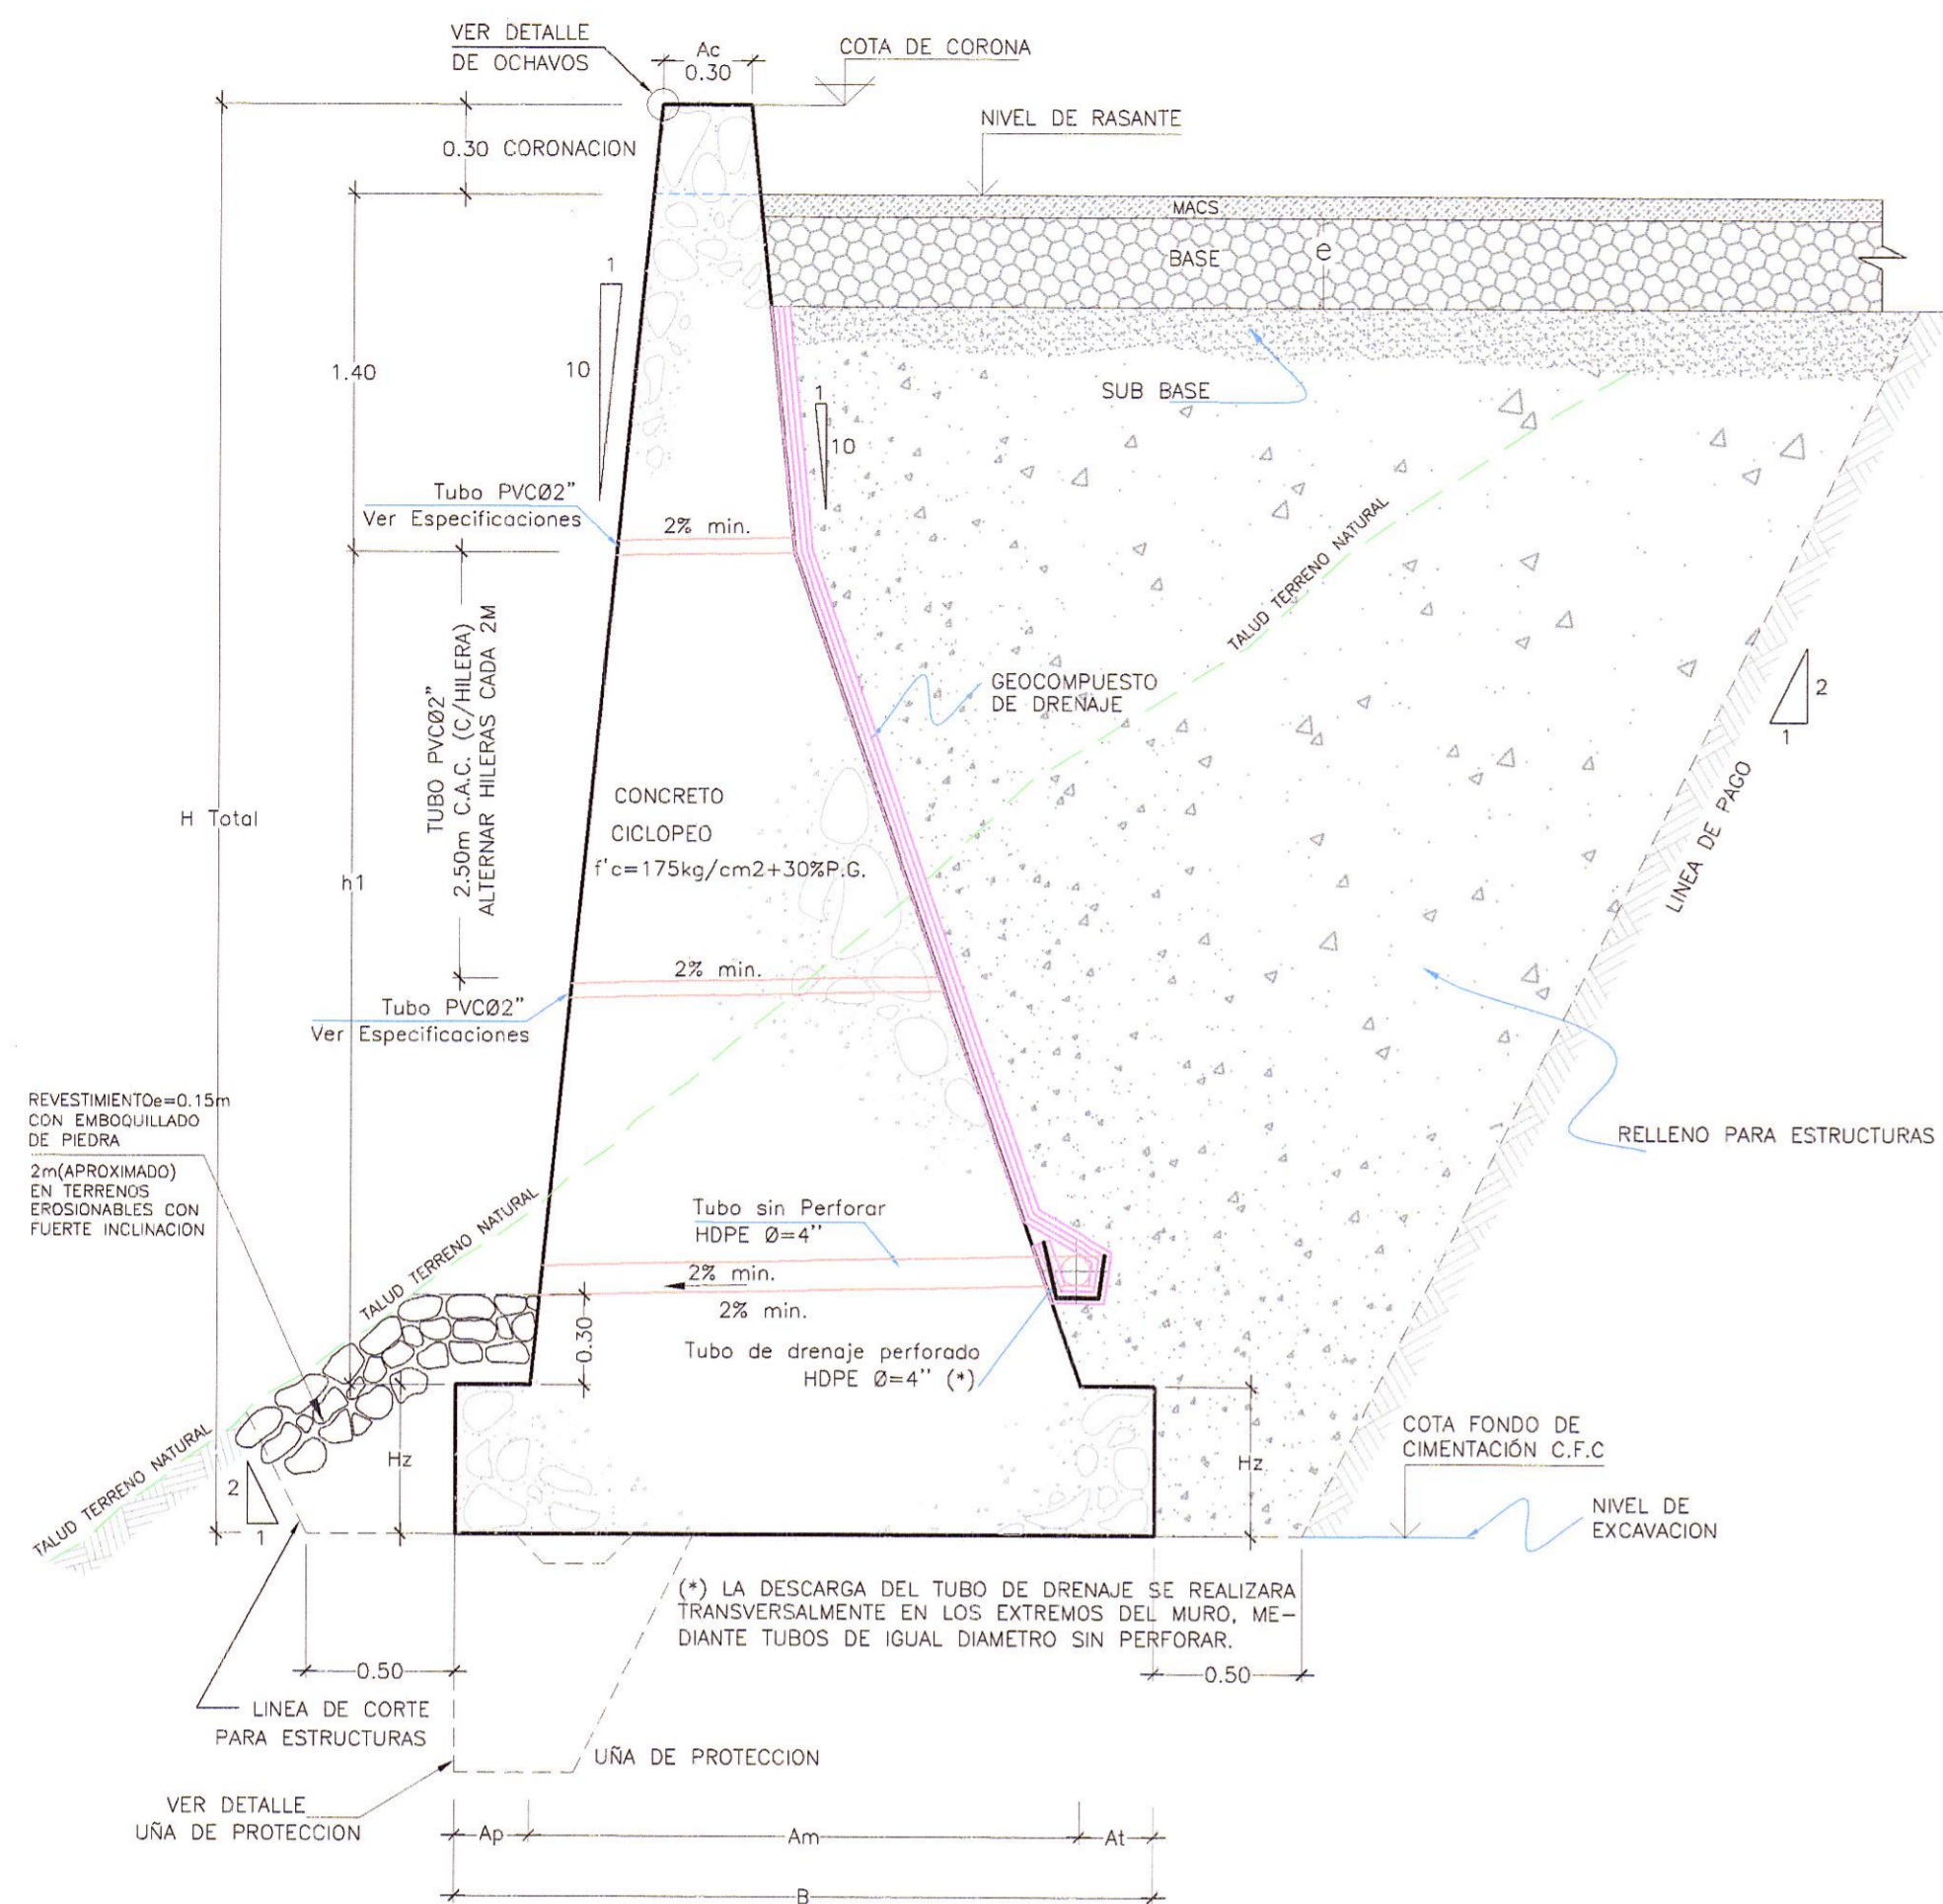 VER DETALLE
DE OCHAVOS
Ac
0.30
COTA DE CORONA
NIVEL DE RASANTE
0.30 CORONACION
MACS
BASE
e
1
10
1.40
1
10
SUB BASE
Tubo PVCØ2"
Ver Especificaciones
2% min.
TALUD TERRENO NATURAL
TUBO PVCØ2"
2.50m C.A.C. (C/HILERA)
ALTERNAR HILERAS CADA 2M
GEOCOMPUESTO
DE DRENAJE
2
1
H Total
CONCRETO
CICLOPEO
f'c=175kg/cm2+30%P.G.
LINEA DE PAGO
h1
2% min.
Tubo PVCØ2"
Ver Especificaciones
REVESTIMIENTOe=0.15m
CON EMBOQUILLADO
DE PIEDRA
2m(APROXIMADO)
EN TERRENOS
EROSIONABLES CON
FUERTE INCLINACION
RELLENO PARA ESTRUCTURAS
TALUD TERRENO NATURAL
Tubo sin Perforar
HDPE Ø=4''
2% min.
2% min.
0.30
Tubo de drenaje perforado
HDPE Ø=4'' (*)
TALUD TERRENO NATURAL
Hz
Hz
2
1
COTA FONDO DE
CIMENTACIÓN C.F.C
NIVEL DE
EXCAVACION
(*) LA DESCARGA DEL TUBO DE DRENAJE SE REALIZARA
TRANSVERSALMENTE EN LOS EXTREMOS DEL MURO, ME-
DIANTE TUBOS DE IGUAL DIAMETRO SIN PERFORAR.
0.50
0.50
LINEA DE CORTE
PARA ESTRUCTURAS
UÑA DE PROTECCION
VER DETALLE
UÑA DE PROTECCION
Ap
Am
At
B